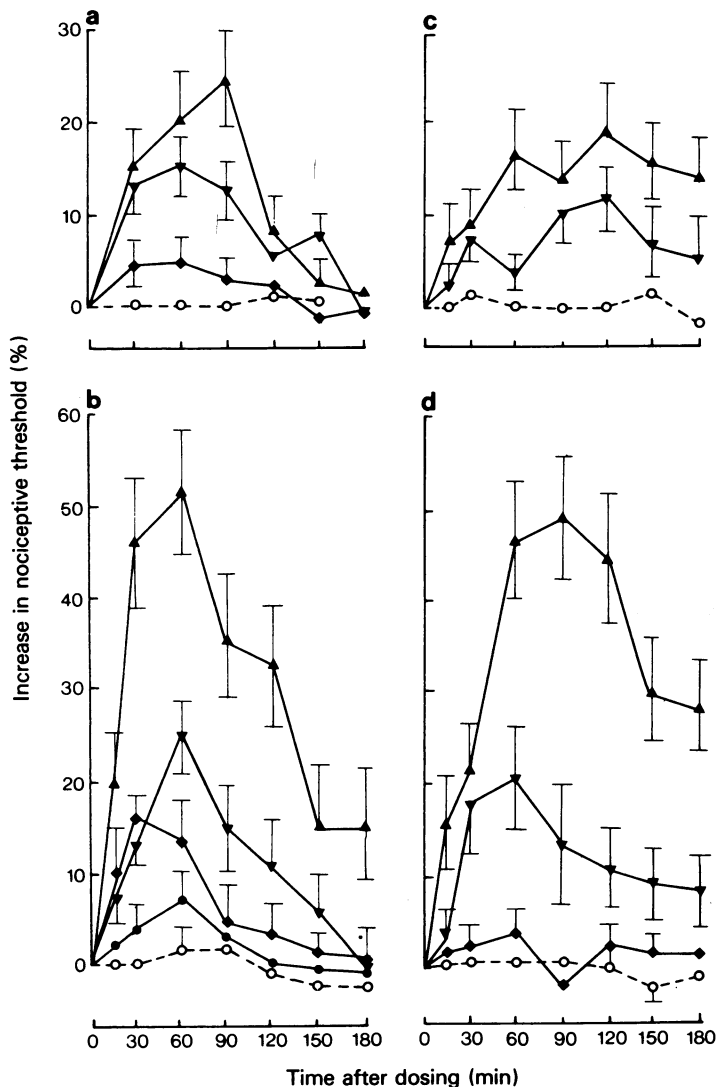 a
30
20
10
0
c
Increase in nociceptive threshold (%)
b
60
50
40
30
20
10
0
d
0 30 60 90 120 150 180
0 30 60 90 120 150 180
Time after dosing (min)